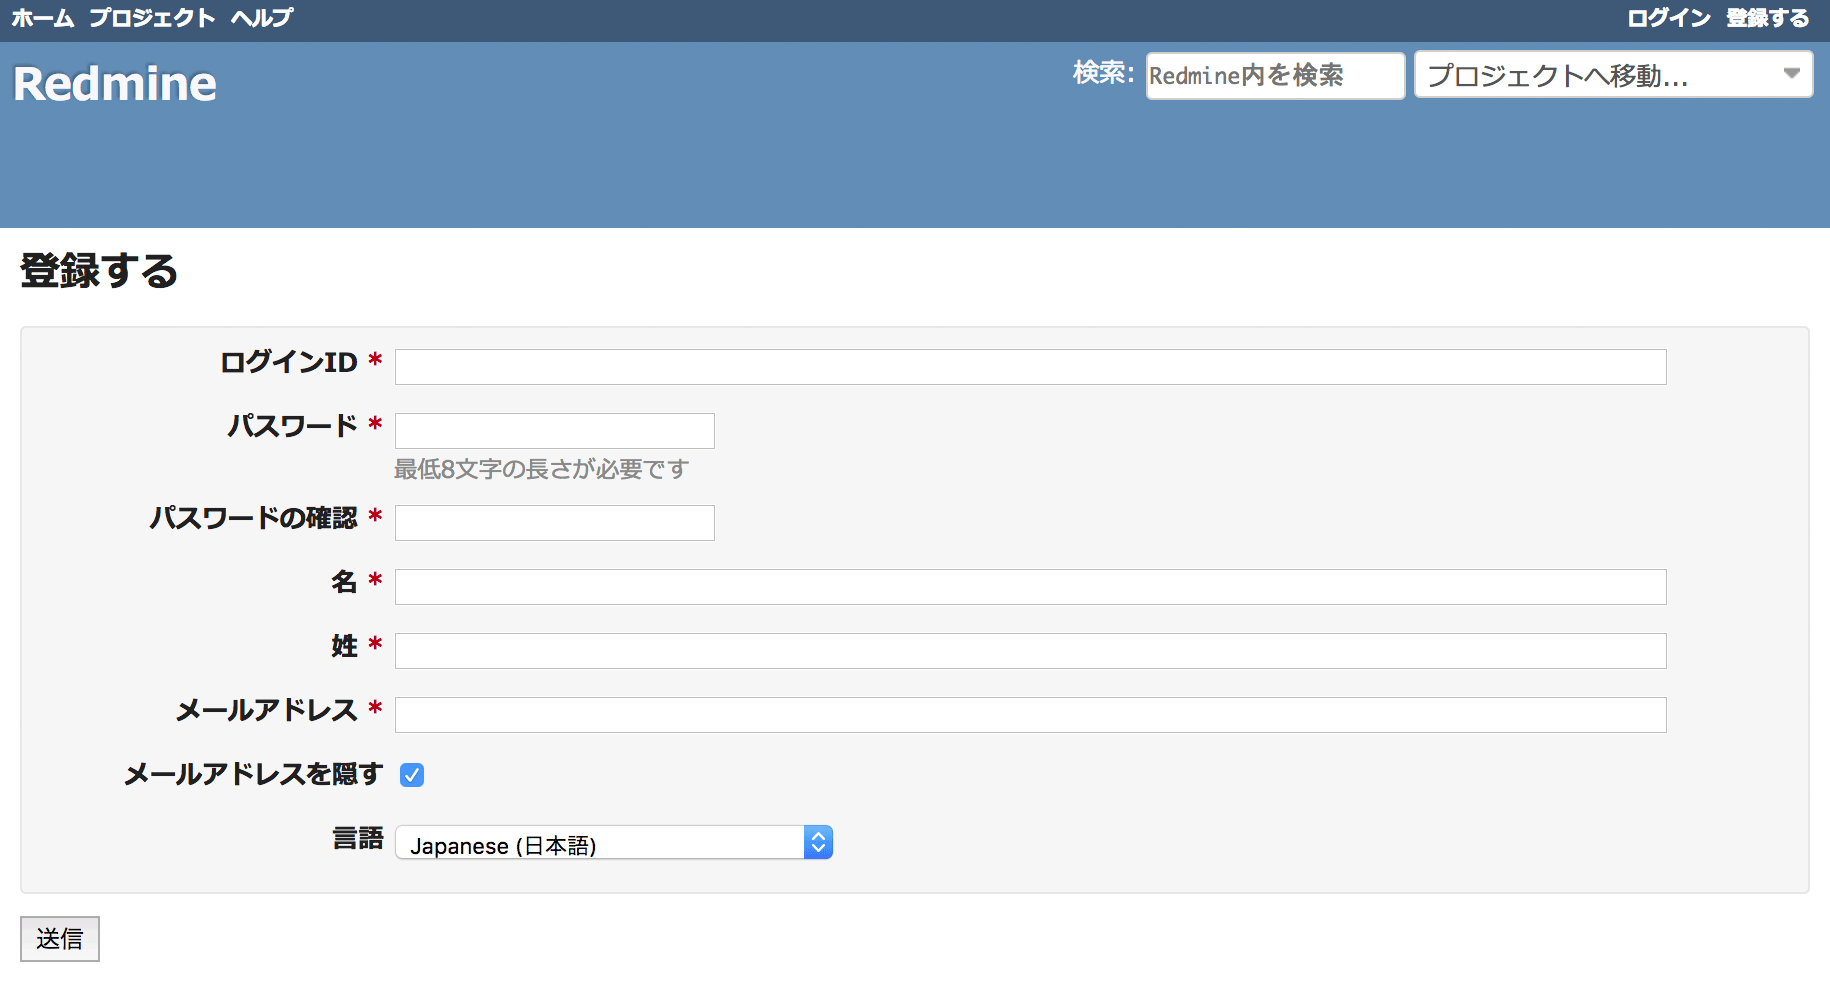 ホーム プロジェクト ヘルプ ログイン 登録する
Redmine 検索: Redmine内を検索 プロジェクトへ移動...
登録する
ログインID *
パスワード *
最低8文字の長さが必要です
パスワードの確認 *
名 *
姓 *
メールアドレス *
メールアドレスを隠す
言語 Japanese (日本語)
送信